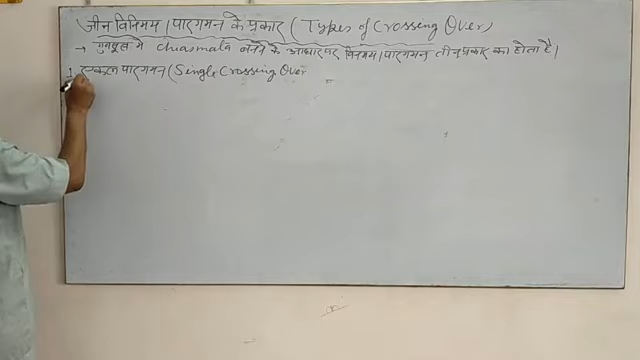 जीन विनिमय / पारगमन के प्रकार (Types of Crossing Over)
→ गुणसूत्र में chiasmata बनने के आधार पर विनिमय / पारगमन तीन प्रकार का होता है।
1. एकल पारगमन (Single Crossing Over